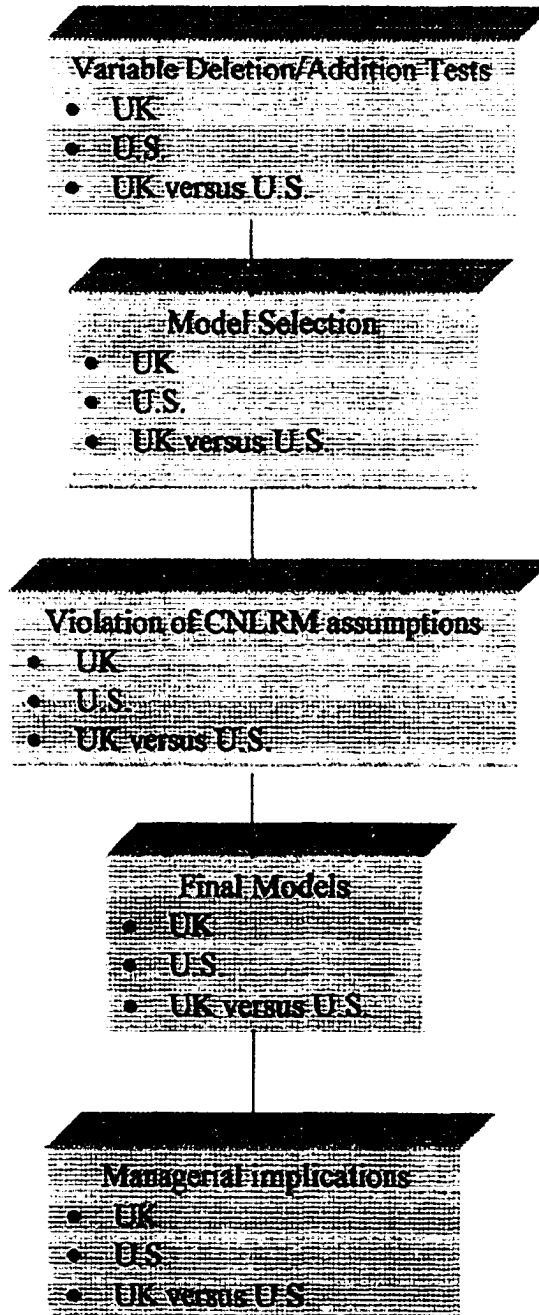 Variable Deletion/Addition Tests
• UK
• U.S.
• UK versus U.S.
Model Selection
• UK
• U.S.
• UK versus U.S.
Violation of CNLRM assumptions
• UK
• U.S.
• UK versus U.S.
Final Models
• UK
• U.S
• UK versus U.S.
Managerial implications
• UK
• U.S
• UK versus U.S